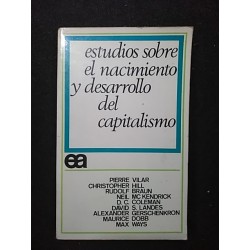 estudios sobre
el nacimiento
y desarrollo
del
capitalismo
ea
PIERRE VILAR
CHRISTOPHER HILL
RUDOLF BRAUN
NEIL MC KENDRICK
D. C. COLEMAN
DAVID S. LANDES
ALEXANDER GERSCHENKRON
MAURICE DOBB
MAX WAYS